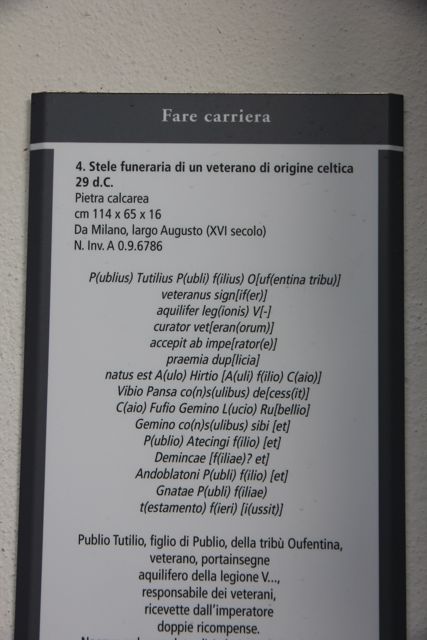 Fare carriera
4. Stele funeraria di un veterano di origine celtica
29 d.C.
Pietra calcarea
cm 114 x 65 x 16
Da Milano, largo Augusto (XVI secolo)
N. Inv. A 0.9.6786
P(ublius) Tutilius P(ubli) f(ilius) O[uf(entina tribu)]
veteranus sign[if(er)]
aquilifer leg(ionis) V[-]
curator vet[eran(orum)]
accepit ab impe[rator(e)]
praemia dup[licia]
natus est A(ulo) Hirtio [A(uli) f(ilio) C(aio)]
Vibio Pansa co(n)s(ulibus) de[cess(it)]
C(aio) Fufio Gemino L(ucio) Ru[bellio]
Gemino co(n)s(ulibus) sibi [et]
P(ublio) Atecingi f(ilio) [et]
Demincae [f(iliae)? et]
Andoblatoni P(ubli) f(ilio) [et]
Gnatae P(ubli) f(iliae)
t(estamento) f(ieri) [i(ussit)]
Publio Tutilio, figlio di Publio, della tribù Oufentina,
veterano, portainsegne
aquilifero della legione V...,
responsabile dei veterani,
ricevette dall'imperatore
doppie ricompense.